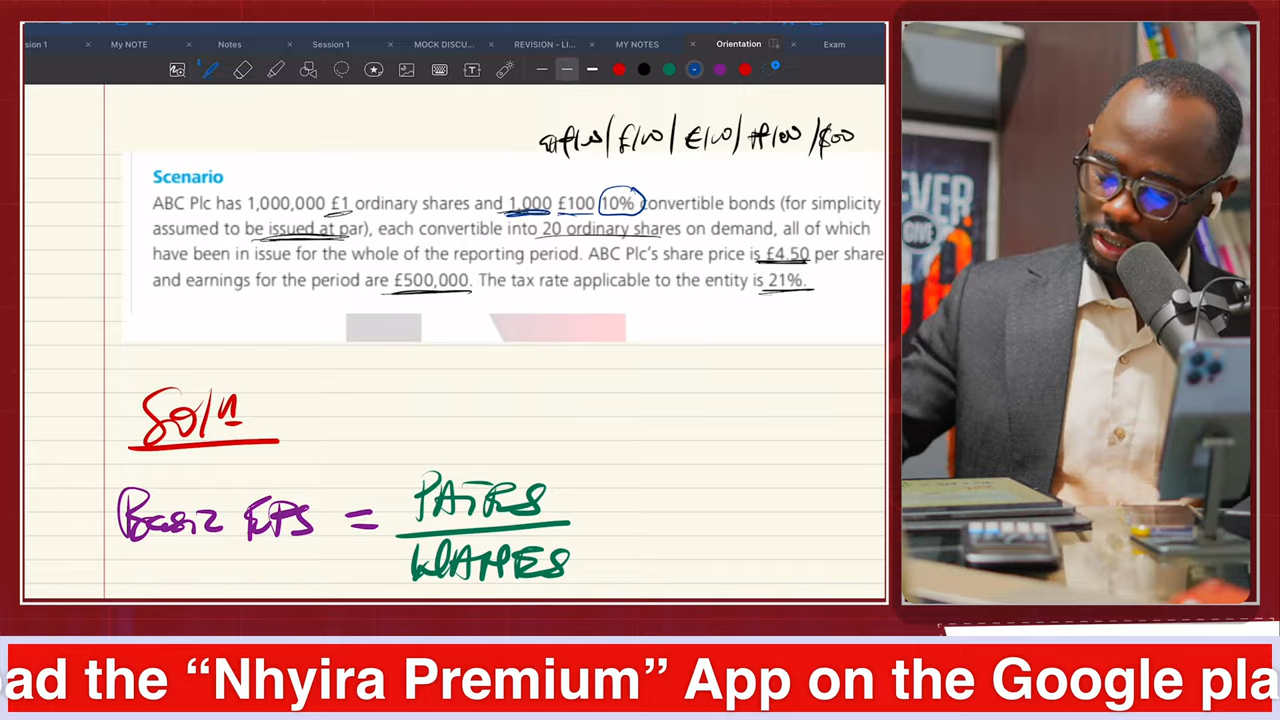 sion 1 My NOTE Notes Session 1 MOCK DISCU... REVISION - LI... MY NOTES Orientation Exam
Scenario
ABC Plc has 1,000,000 £1 ordinary shares and 1,000 £100 10% convertible bonds (for simplicity
assumed to be issued at par), each convertible into 20 ordinary shares on demand, all of which
have been in issue for the whole of the reporting period. ABC Plc's share price is £4.50 per share
and earnings for the period are £500,000. The tax rate applicable to the entity is 21%.
Soln
Basic EPS =
EVER
ONE
ad the “Nhyira Premium” App on the Google pla